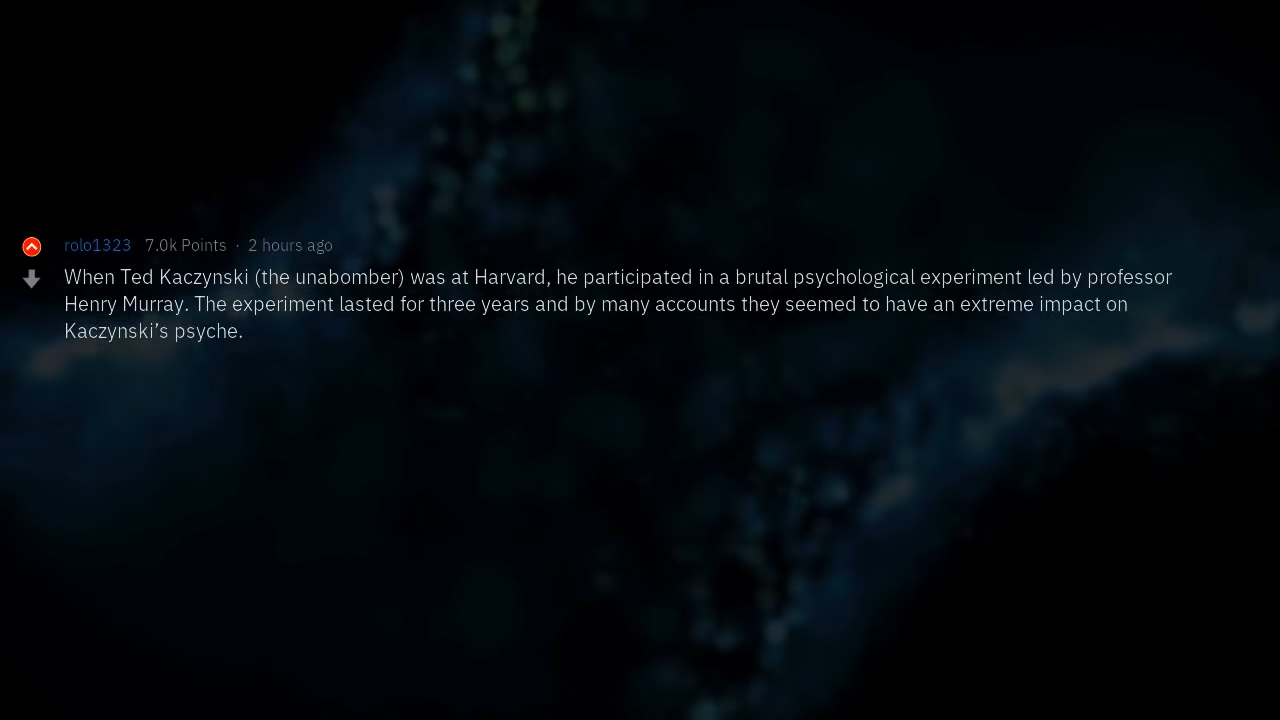 rolo1323 7.0k Points · 2 hours ago
When Ted Kaczynski (the unabomber) was at Harvard, he participated in a brutal psychological experiment led by professor
Henry Murray. The experiment lasted for three years and by many accounts they seemed to have an extreme impact on
Kaczynski’s psyche.